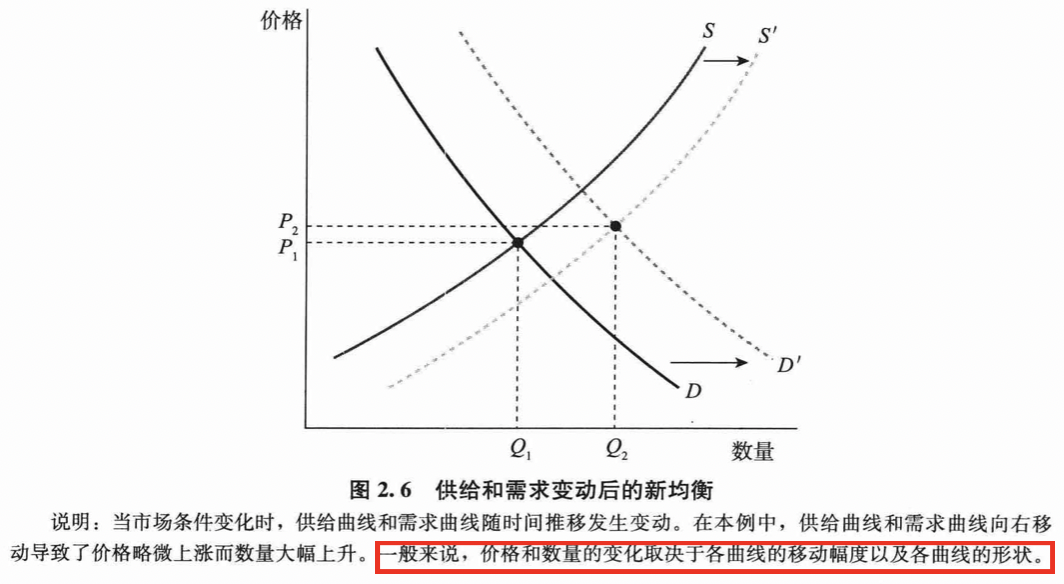 价格
S
S′
P₂
P₁
D′
D
Q₁
Q₂
数量
图 2.6 供给和需求变动后的新均衡
说明：当市场条件变化时，供给曲线和需求曲线随时间推移发生变动。在本例中，供给曲线和需求曲线向右移
动导致了价格略微上涨而数量大幅上升。一般来说，价格和数量的变化取决于各曲线的移动幅度以及各曲线的形状。